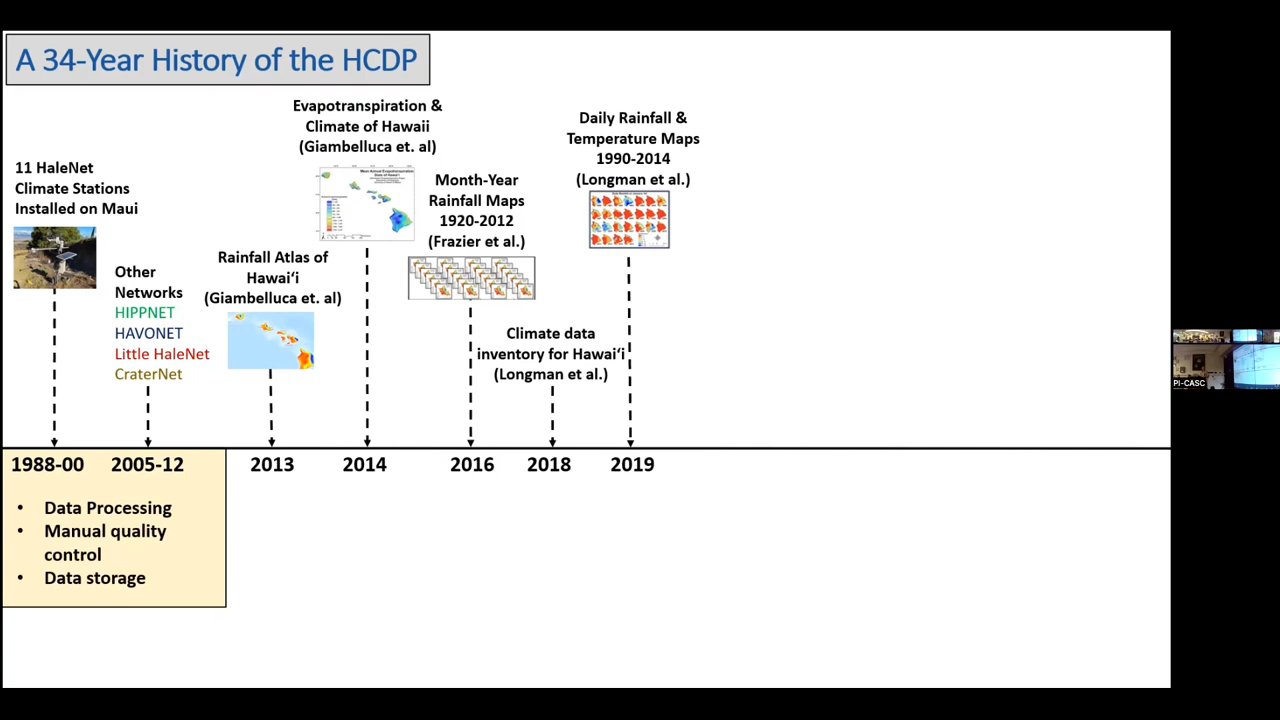 A 34-Year History of the HCDP
11 HaleNet
Climate Stations
Installed on Maui
Other
Networks
HIPPNET
HAVONET
Little HaleNet
CraterNet
Rainfall Atlas of
Hawaiʻi
(Giambelluca et. al)
Evapotranspiration &
Climate of Hawaii
(Giambelluca et. al)
Month-Year
Rainfall Maps
1920-2012
(Frazier et al.)
Climate data
inventory for Hawaiʻi
(Longman et al.)
Daily Rainfall &
Temperature Maps
1990-2014
(Longman et al.)
1988-00
2005-12
2013
2014
2016
2018
2019
• Data Processing
• Manual quality
control
• Data storage
PI-CASC